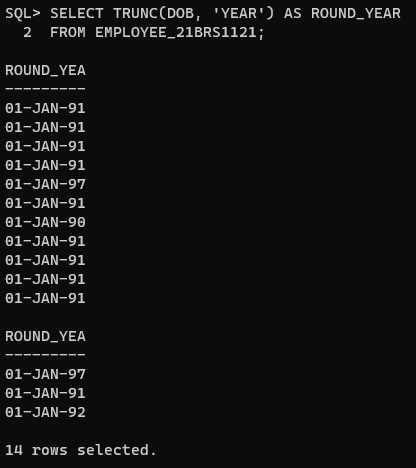 SQL> SELECT TRUNC(DOB, 'YEAR') AS ROUND_YEAR
  2  FROM EMPLOYEE_21BRS1121;

ROUND_YEA
---------
01-JAN-91
01-JAN-91
01-JAN-91
01-JAN-91
01-JAN-97
01-JAN-91
01-JAN-90
01-JAN-91
01-JAN-91
01-JAN-91
01-JAN-91

ROUND_YEA
---------
01-JAN-97
01-JAN-91
01-JAN-92

14 rows selected.